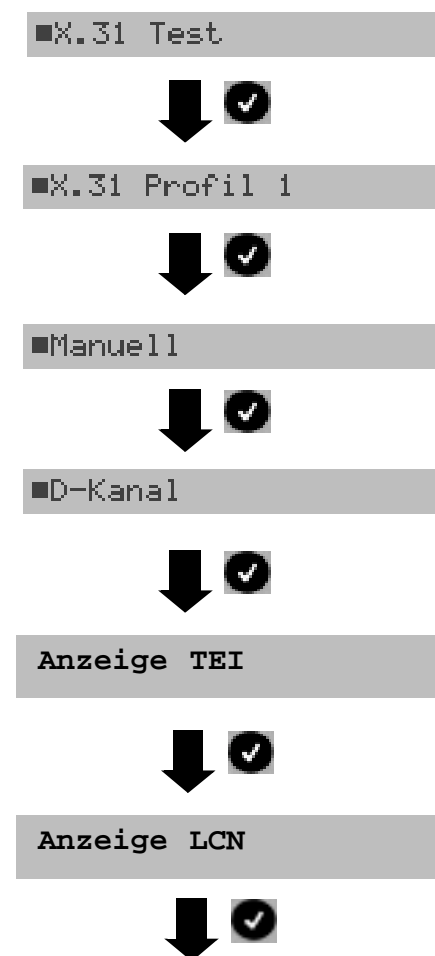 ■X.31 Test
■X.31 Profil 1
■Manuell
■D-Kanal
Anzeige TEI
Anzeige LCN